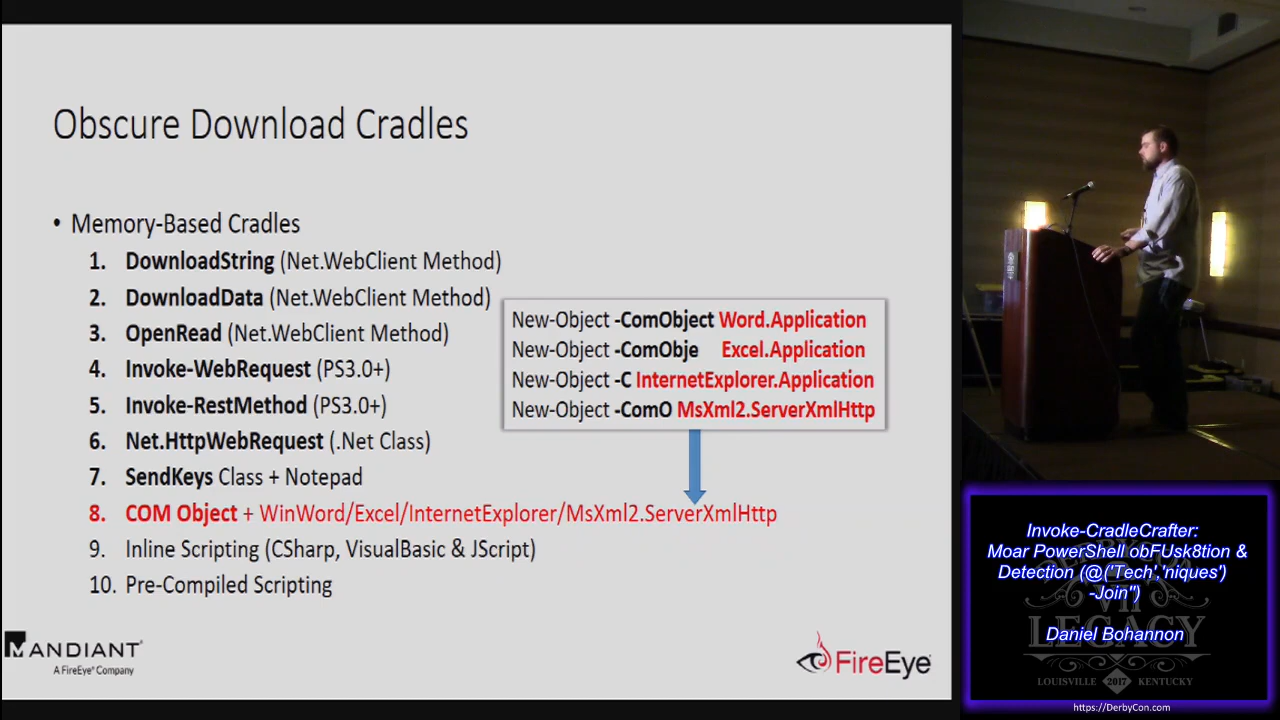 Obscure Download Cradles
• Memory-Based Cradles
1. DownloadString (Net.WebClient Method)
2. DownloadData (Net.WebClient Method)
3. OpenRead (Net.WebClient Method)
4. Invoke-WebRequest (PS3.0+)
5. Invoke-RestMethod (PS3.0+)
6. Net.HttpWebRequest (.Net Class)
7. SendKeys Class + Notepad
8. COM Object + WinWord/Excel/InternetExplorer/MsXml2.ServerXmlHttp
9. Inline Scripting (CSharp, VisualBasic & JScript)
10. Pre-Compiled Scripting
New-Object -ComObject Word.Application
New-Object -ComObje Excel.Application
New-Object -C InternetExplorer.Application
New-Object -ComO MsXml2.ServerXmlHttp
MANDIANT
A FireEye® Company
FireEye
Invoke-CradleCrafter:
Moar PowerShell obFUsk8tion &
Detection (@('Tech','niques')
-Join'')
Daniel Bohannon
VII
LEGACY
LOUISVILLE 2017 KENTUCKY
https://DerbyCon.com